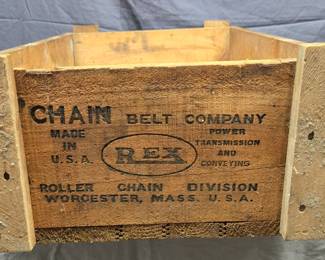 CHAIN BELT COMPANY
MADE IN U.S.A.
REX
POWER TRANSMISSION AND CONVEYING
ROLLER CHAIN DIVISION
WORCESTER, MASS. U.S.A.